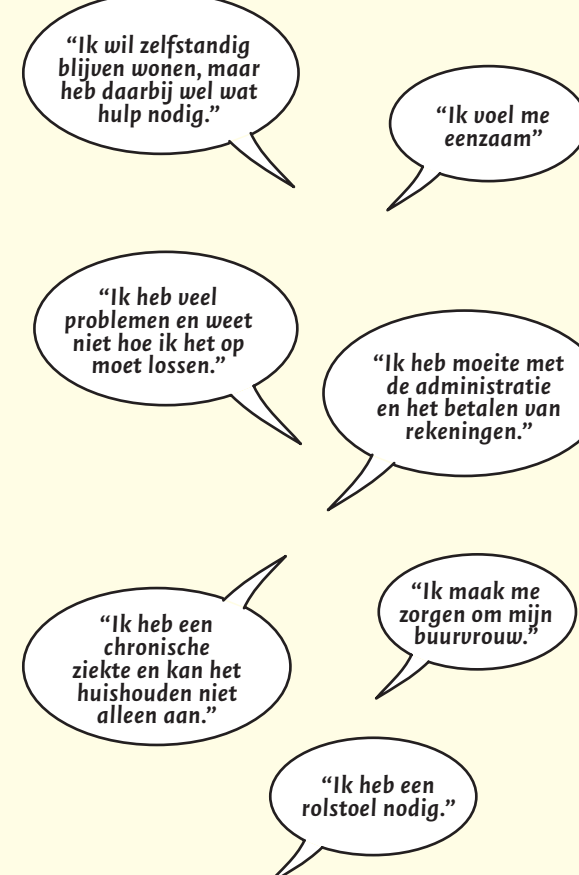 “Ik wil zelfstandig
blijven wonen, maar
heb daarbij wel wat
hulp nodig.”
“Ik voel me
eenzaam”
“Ik heb veel
problemen en weet
niet hoe ik het op
moet lossen.”
“Ik heb moeite met
de administratie
en het betalen van
rekeningen.”
“Ik heb een
chronische
ziekte en kan het
huishouden niet
alleen aan.”
“Ik maak me
zorgen om mijn
buurvrouw.”
“Ik heb een
rolstoel nodig.”